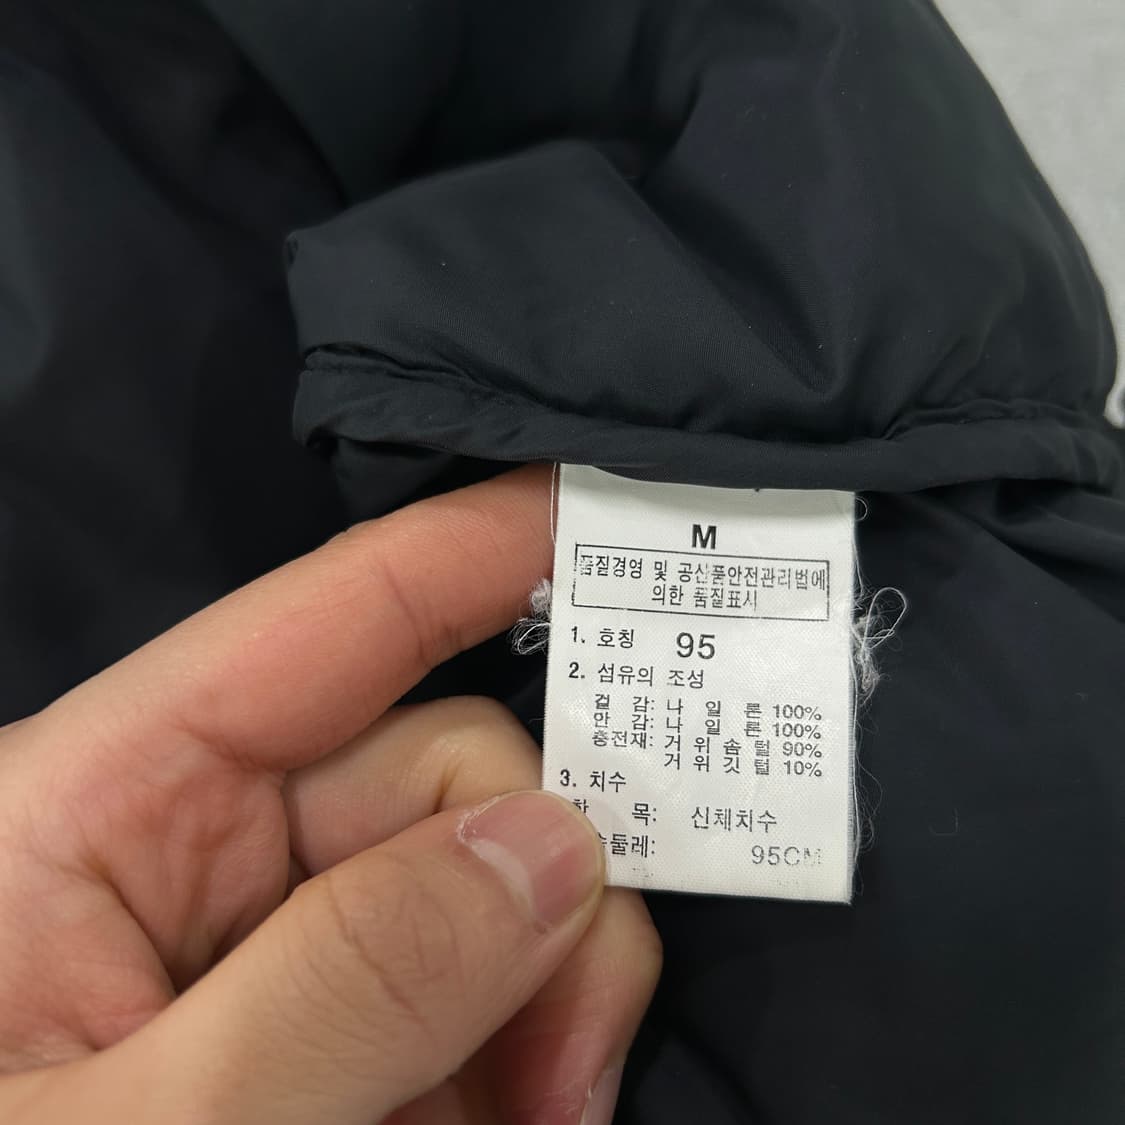 M
품질경영 및 공산품안전관리법에
의한 품질표시
1. 호칭 95
2. 섬유의 조성
겉 감: 나 일 론 100%
안 감: 나 일 론 100%
충전재: 거 위 솜 털 90%
거 위 깃 털 10%
3. 치수
목: 신체치수
둘레: 95CM